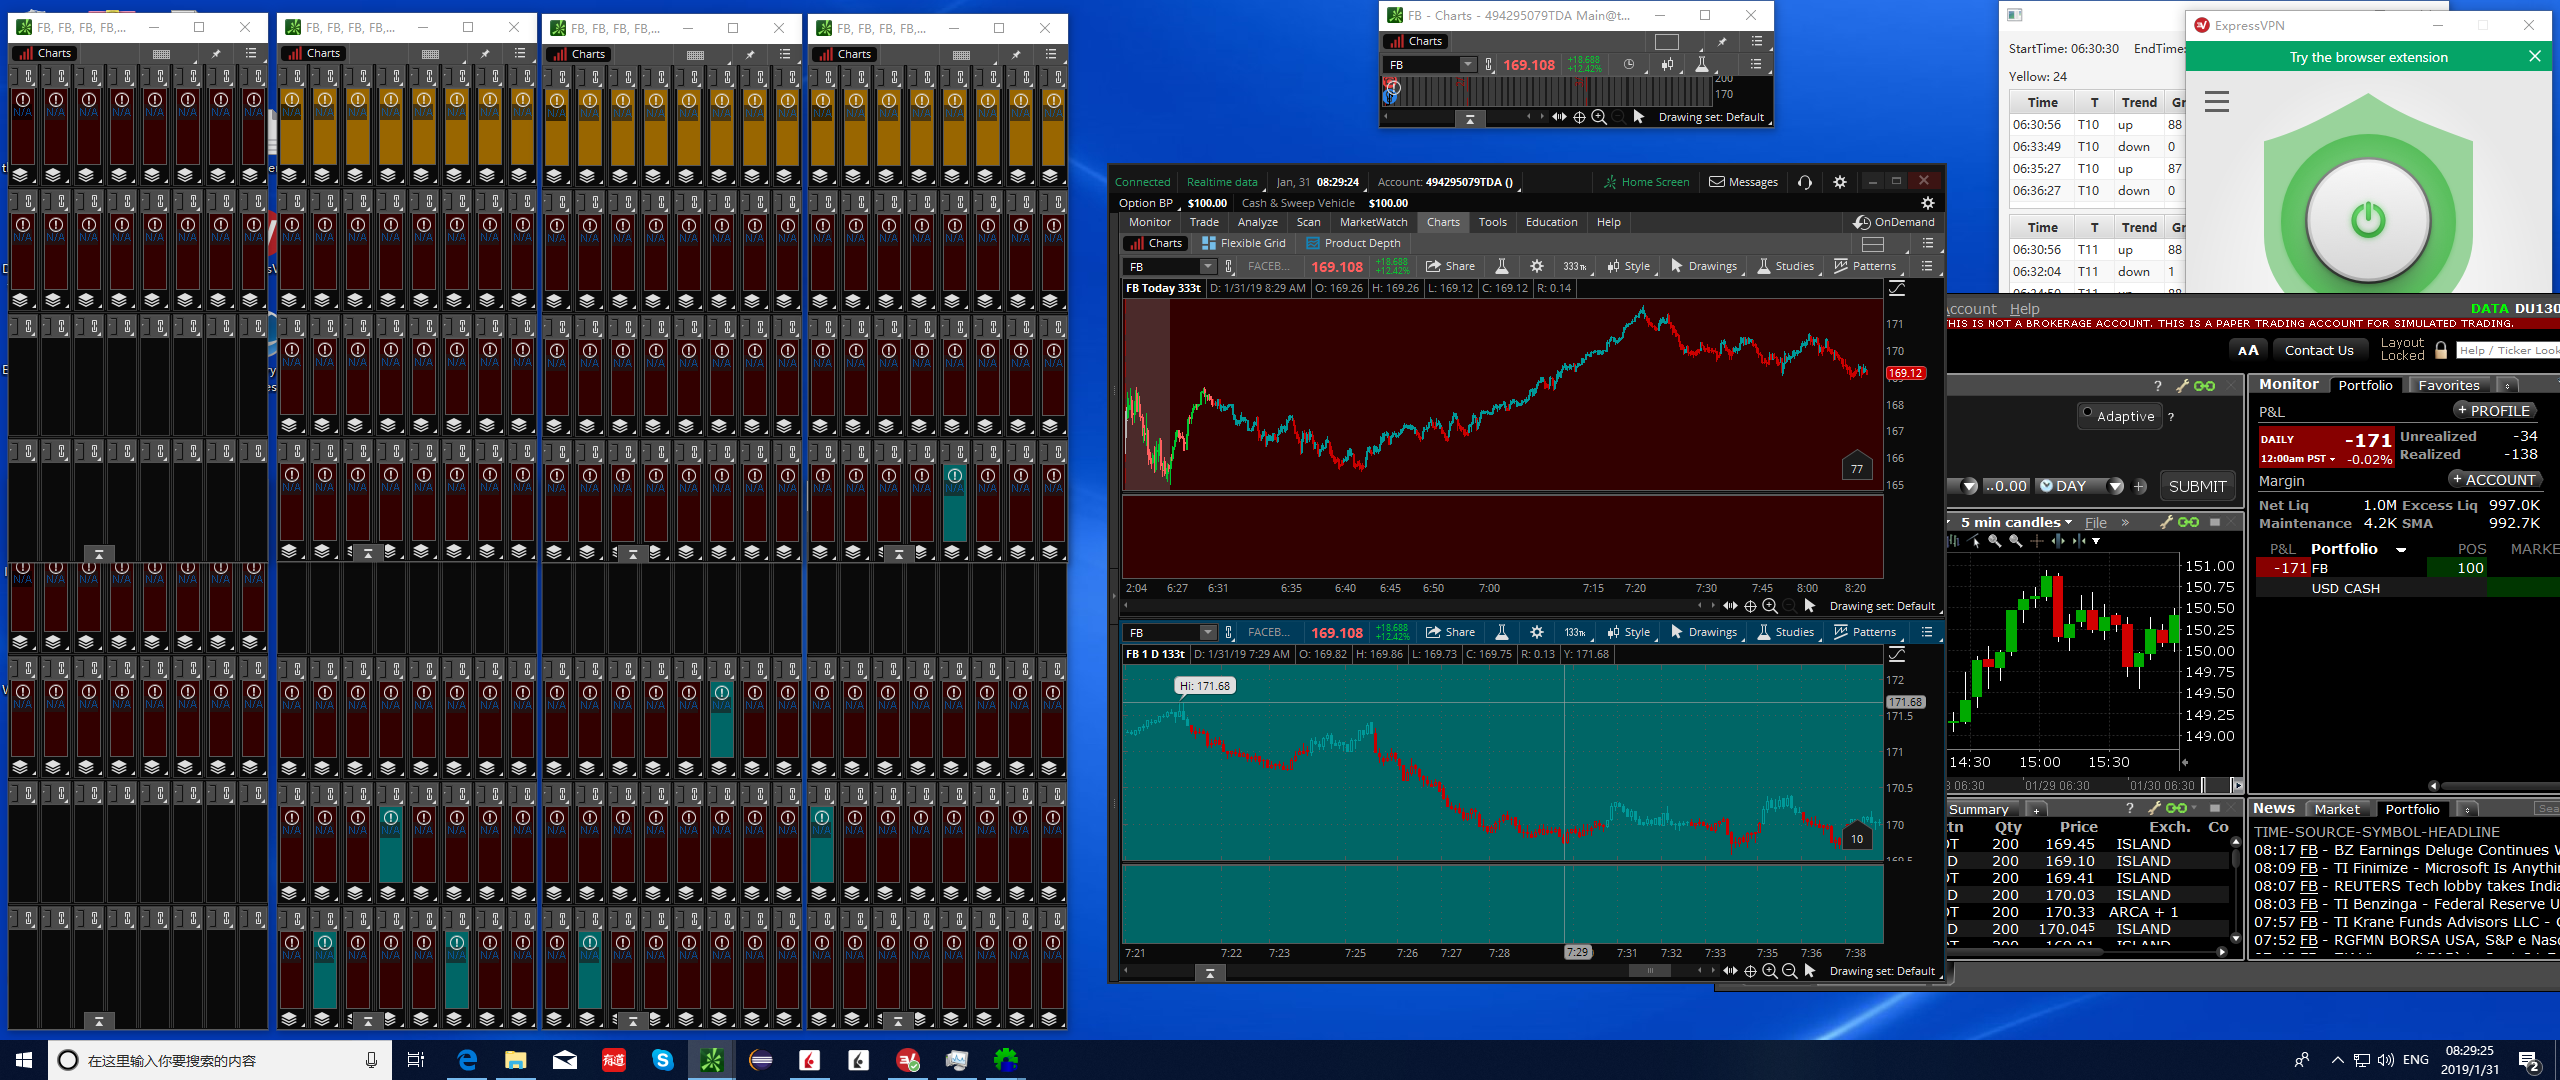 FB, FB, FB, FB,...
Charts
FB, FB, FB, FB,...
Charts
FB, FB, FB, FB,...
Charts
FB, FB, FB, FB,...
Charts
N/A
FB - Charts - 494295079TDA Main@t...
Charts
FB
169.108
+18.688
+12.42%
200
170
Drawing set: Default
StartTime: 06:30:30 EndTime:
Yellow: 24
Time T Trend Gr
06:30:56 T10 up 88
06:33:49 T10 down 0
06:35:27 T10 up 87
06:36:27 T10 down 0
Time T Trend Gr
06:30:56 T11 up 88
06:32:04 T11 down 1
ExpressVPN
Try the browser extension
Connected Realtime data Jan, 31 08:29:24 Account: 494295079TDA () Home Screen Messages
Option BP $100.00 Cash & Sweep Vehicle $100.00
Monitor Trade Analyze Scan MarketWatch Charts Tools Education Help OnDemand
Charts Flexible Grid Product Depth
FB FACEB... 169.108 +18.688 +12.42% Share 333tk Style Drawings Studies Patterns
FB Today 333t D: 1/31/19 8:29 AM O: 169.26 H: 169.26 L: 169.12 C: 169.12 R: 0.14
171
170
169.12
168
167
166
165
77
2:04 6:27 6:31 6:35 6:40 6:45 6:50 7:00 7:15 7:20 7:30 7:45 8:00 8:20
Drawing set: Default
FB FACEB... 169.108 +18.688 +12.42% Share 133tk Style Drawings Studies Patterns
FB 1 D 133t D: 1/31/19 7:29 AM O: 169.82 H: 169.86 L: 169.73 C: 169.75 R: 0.13 Y: 171.68
Hi: 171.68
172
171.68
171.5
171
170.5
170
169.5
10
7:21 7:22 7:23 7:25 7:26 7:27 7:28 7:29 7:31 7:32 7:33 7:35 7:36 7:38
Drawing set: Default
Account Help DATA DU130
THIS IS NOT A BROKERAGE ACCOUNT. THIS IS A PAPER TRADING ACCOUNT FOR SIMULATED TRADING.
AA Contact Us Layout Locked Help / Ticker Look
Adaptive ?
..0.00 DAY + SUBMIT
5 min candles File »
151.00
150.75
150.50
150.25
150.00
149.75
149.50
149.25
149.00
14:30 15:00 15:30
06:30 01/29 06:30 01/30 06:30
Summary +
Qty Price Exch. Co
200 169.45 ISLAND
200 169.10 ISLAND
200 169.41 ISLAND
200 170.03 ISLAND
200 170.33 ARCA + 1
200 170.045 ISLAND
200 169.91 ISLAND
Monitor Portfolio Favorites
P&L + PROFILE
DAILY -171 Unrealized -34
12:00am PST -0.02% Realized -138
Margin + ACCOUNT
Net Liq 1.0M Excess Liq 997.0K
Maintenance 4.2K SMA 992.7K
P&L Portfolio POS MARKE
-171 FB 100
USD CASH
News Market Portfolio
TIME-SOURCE-SYMBOL-HEADLINE
08:17 FB - BZ Earnings Deluge Continues W
08:09 FB - TI Finimize - Microsoft Is Anythi
08:07 FB - REUTERS Tech lobby takes India
08:03 FB - TI Benzinga - Federal Reserve U
07:57 FB - TI Krane Funds Advisors LLC - C
07:52 FB - RGFMN BORSA USA, S&P e Nasd
在这里输入你要搜索的内容
有道
ENG
08:29:25
2019/1/31
2